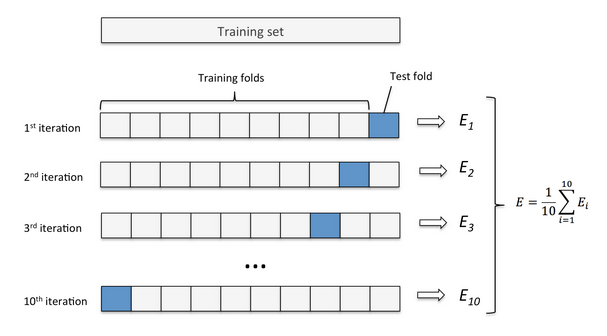 Training set
Training folds
Test fold
1st iteration
E1
2nd iteration
E2
3rd iteration
E3
E = 1/10 ∑ i=1 10 Ei
...
10th iteration
E10